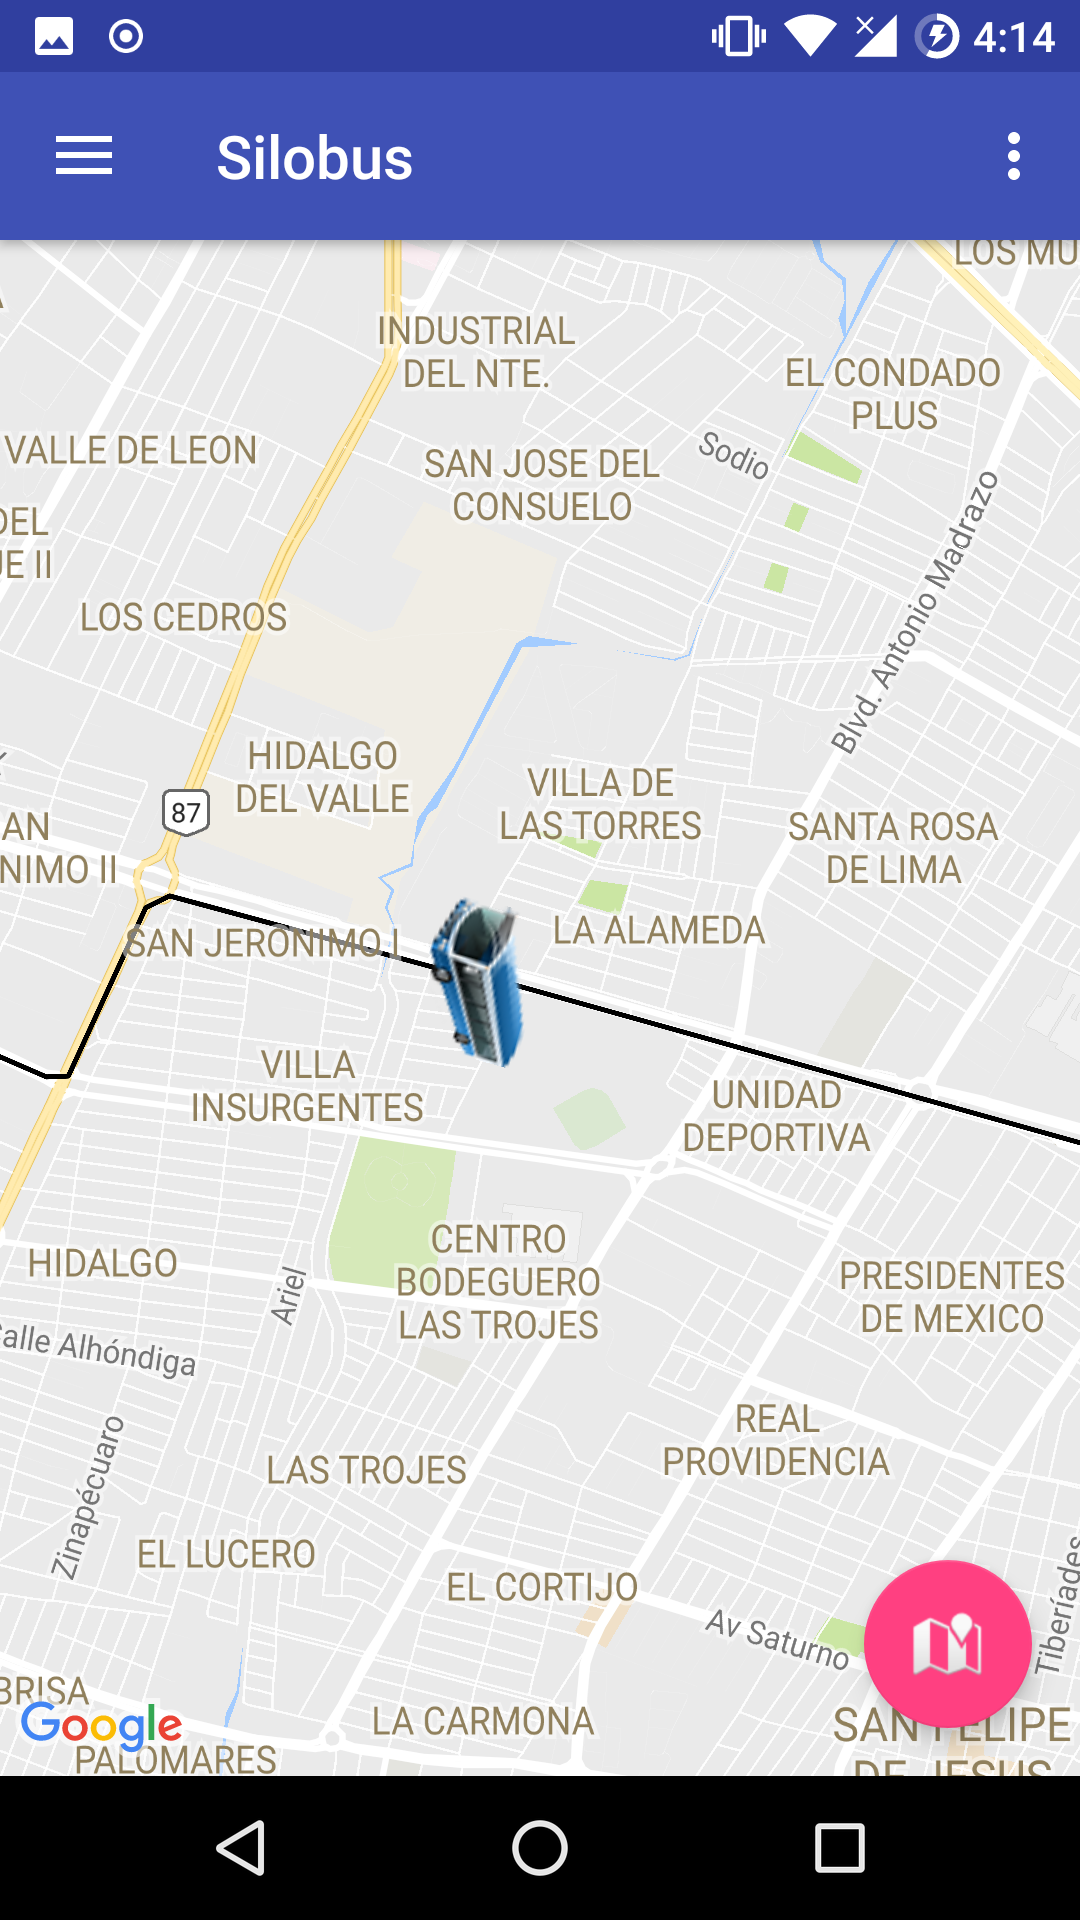 4:14
Silobus
LOS MU
INDUSTRIAL
DEL NTE.
EL CONDADO
PLUS
VALLE DE LEON
SAN JOSE DEL
CONSUELO
Sodio
DEL
JE II
Blvd. Antonio Madrazo
LOS CEDROS
HIDALGO
DEL VALLE
VILLA DE
LAS TORRES
87
AN
NIMO II
SANTA ROSA
DE LIMA
SAN JERONIMO I
LA ALAMEDA
VILLA
INSURGENTES
UNIDAD
DEPORTIVA
HIDALGO
Ariel
CENTRO
BODEGUERO
LAS TROJES
PRESIDENTES
DE MEXICO
alle Alhóndiga
REAL
PROVIDENCIA
Zinapécuaro
LAS TROJES
EL LUCERO
EL CORTIJO
Av Saturno
Tiberíades
BRISA
Google
PALOMARES
LA CARMONA
SAN FELIPE
DE JESUS